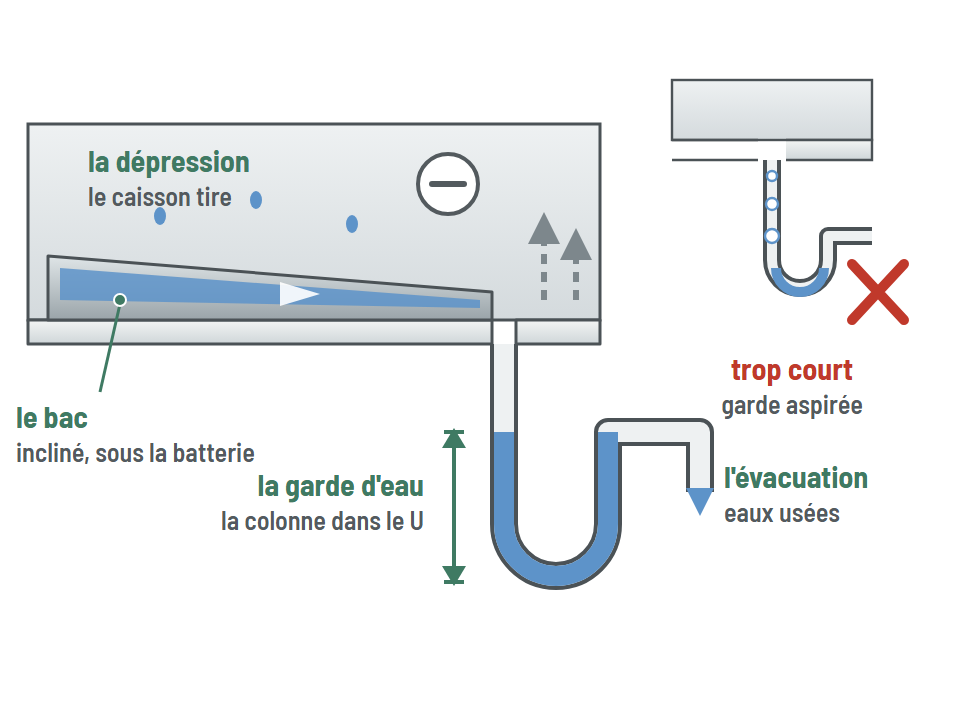 la dépression
le caisson tire
le bac
incliné, sous la batterie
la garde d'eau
la colonne dans le U
trop court
garde aspirée
l'évacuation
eaux usées